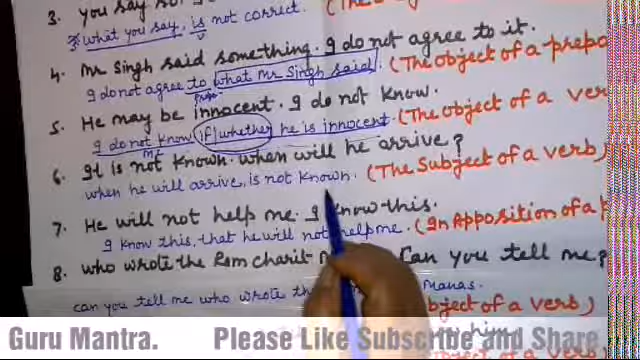 3. you say so.
what you say, is not correct.
4. Mr Singh said something. I do not agree to it.
I do not agree to what Mr Singh said (The object of a prepo
5. He may be innocent. I do not know.
I do not know if/whether he is innocent. (The object of a ver
6. It is not known. when will he arrive?
when he will arrive, is not known. (The Subject of a verb)
7. He will not help me. I know this.
I know this, that he will not help me. (In Apposition of a
8. who wrote the Ram charit Can you tell me?
can you tell me who wrote the Manas.
bject of a verb)
him
Guru Mantra. Please Like Subscribe and Share